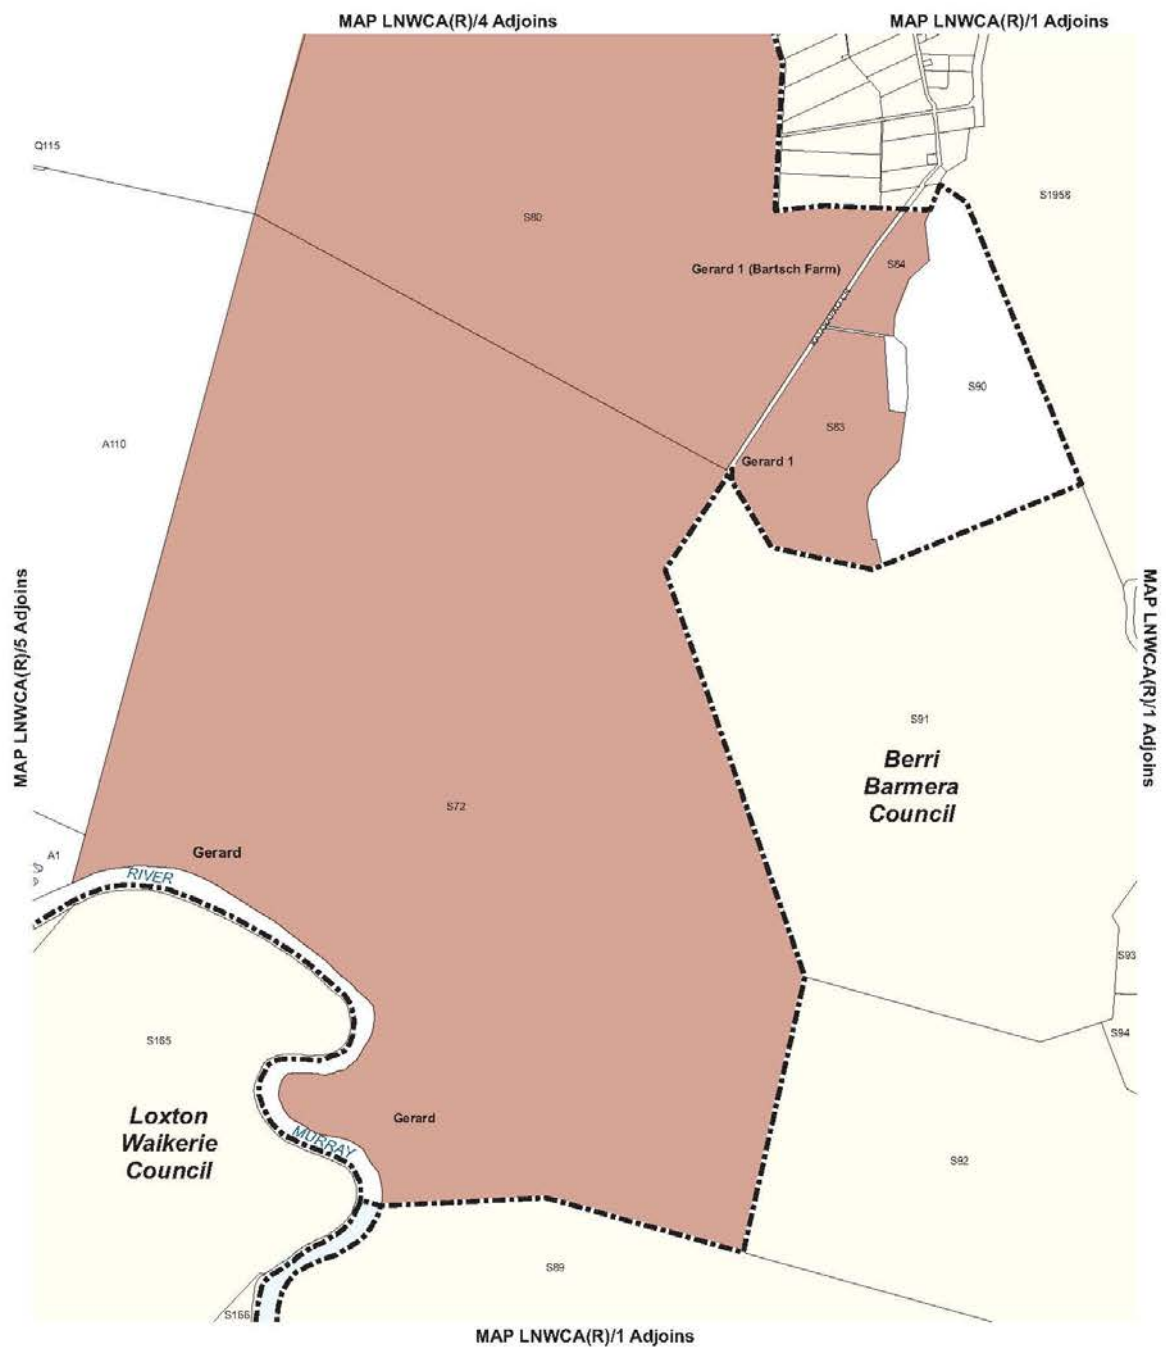 MAP LNWCA(R)/4 Adjoins
MAP LNWCA(R)/1 Adjoins
Q115
S80
S1956
Gerard 1 (Bartsch Farm)
S84
S90
A110
S83
Gerard 1
MAP LNWCA(R)/5 Adjoins
MAP LNWCA(R)/1 Adjoins
S91
Berri
Barmera
Council
S72
A1
Gerard
RIVER
S93
S94
S165
Gerard
Loxton
Waikerie
Council
MURRAY
S92
S89
S166
MAP LNWCA(R)/1 Adjoins